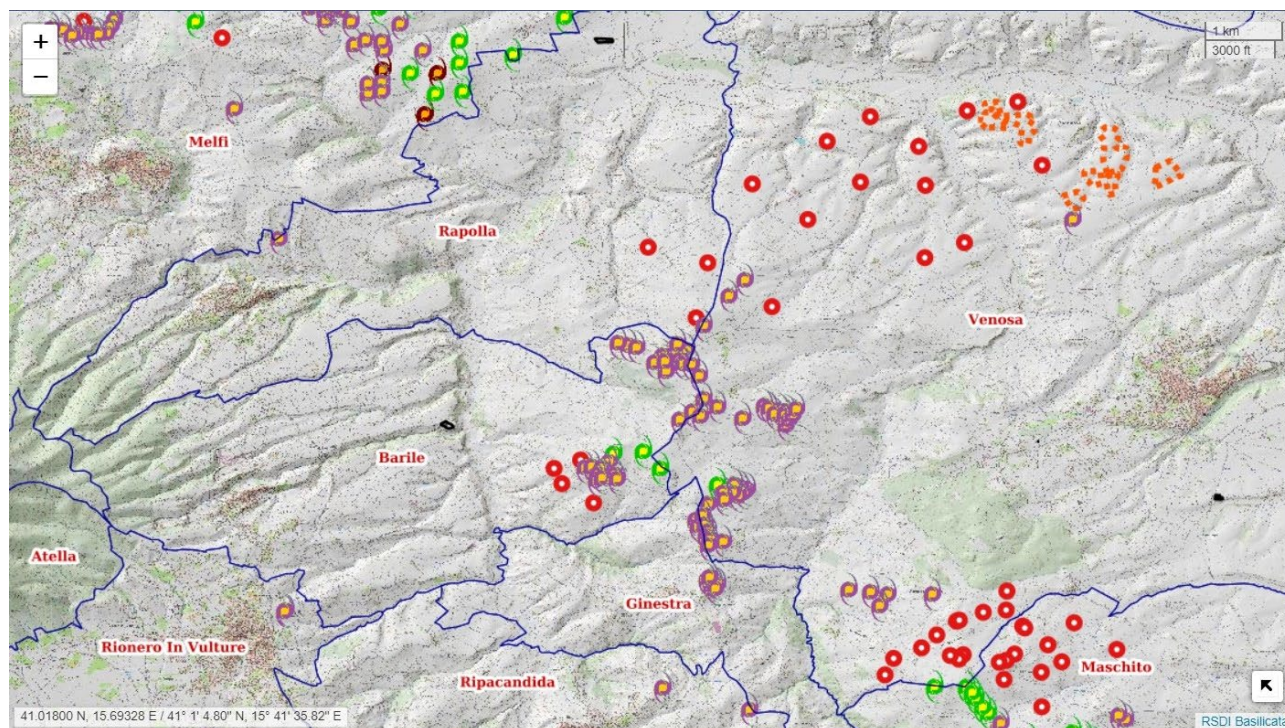 +
−
1 km
3000 ft
Melfi
Rapolla
Venosa
Barile
Atella
Ginestra
Rionero In Vulture
Maschito
Ripacandida
41.01800 N, 15.69328 E / 41° 1' 4.80" N, 15° 41' 35.82" E
RSDI Basilicata